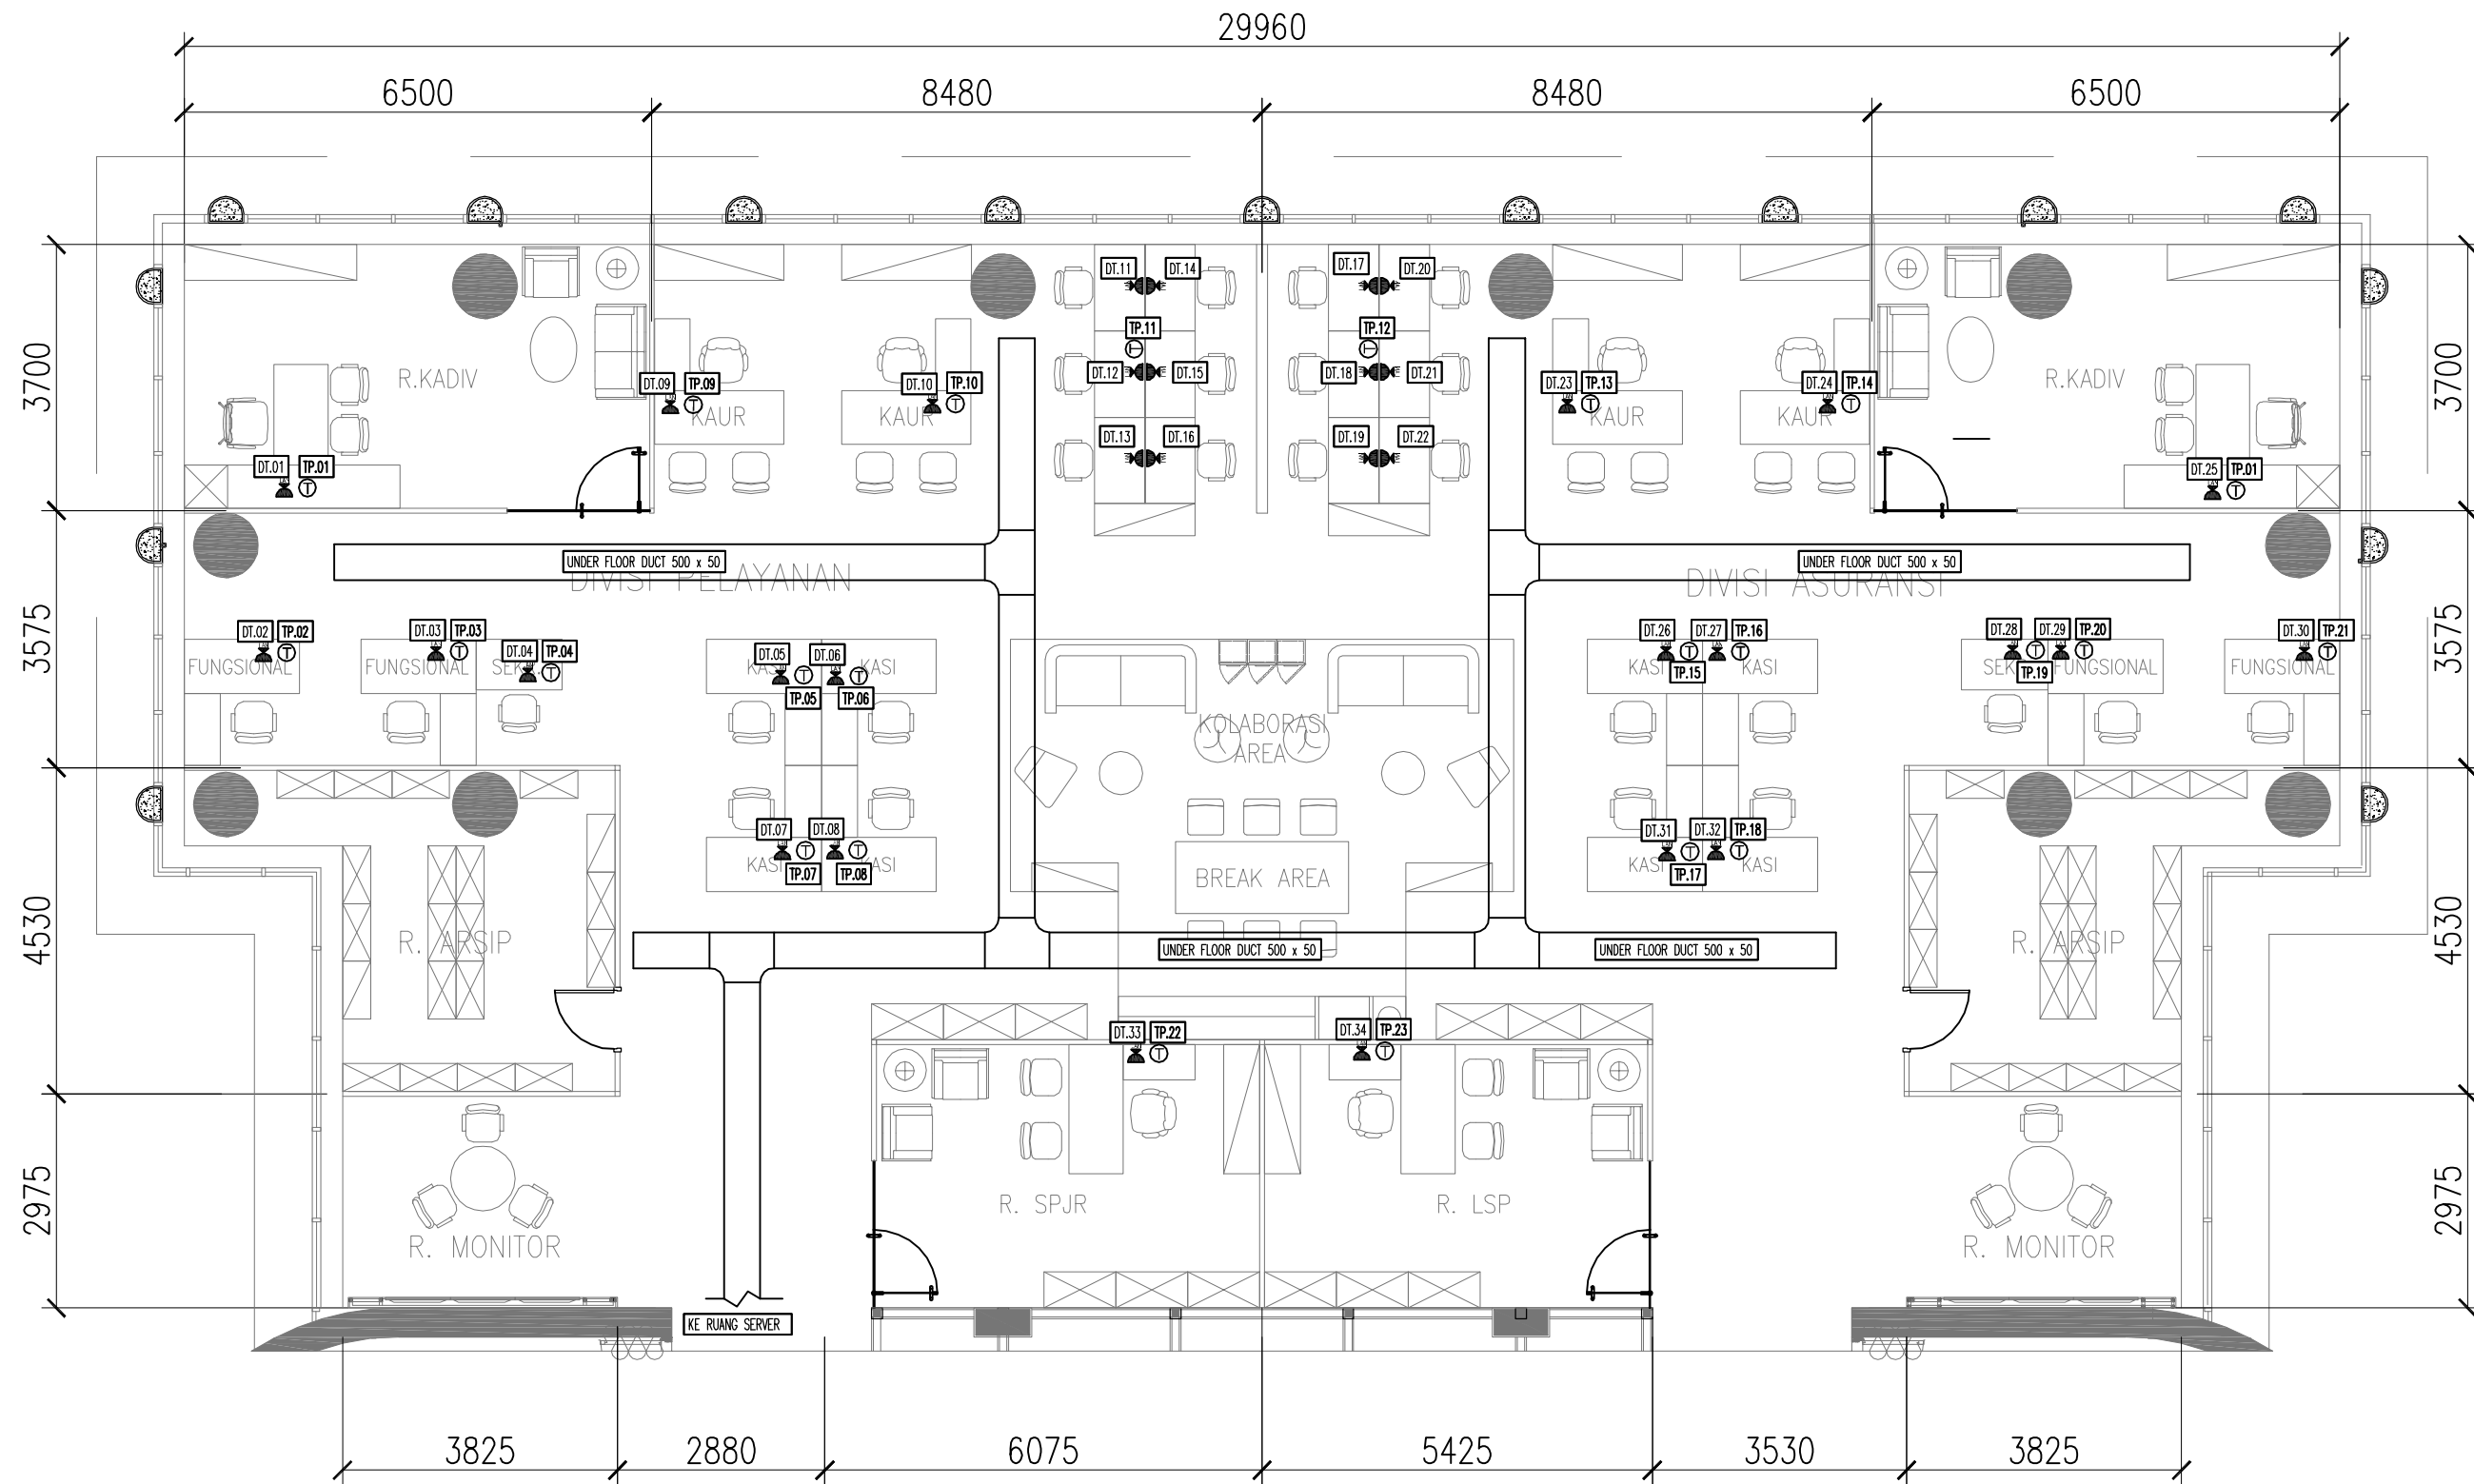 29960
6500
8480
8480
6500
3700
3575
4530
2975
3700
3575
4530
2975
R.KADIV
DT.01
TP.01
DT.09
TP.09
KAUR
DT.10
TP.10
KAUR
DT.11
DT.14
TP.11
DT.12
DT.15
DT.13
DT.16
DT.17
DT.20
TP.12
DT.18
DT.21
DT.19
DT.22
DT.23
TP.13
KAUR
DT.24
TP.14
KAUR
R.KADIV
DT.25
TP.01
UNDER FLOOR DUCT 500 x 50
DIVISI PELAYANAN
UNDER FLOOR DUCT 500 x 50
DIVISI ASURANSI
DT.02
TP.02
FUNGSIONAL
DT.03
TP.03
FUNGSIONAL
DT.04
TP.04
DT.05
DT.06
KASI
KASI
TP.05
TP.06
DT.07
DT.08
KASI
KASI
TP.07
TP.08
KOLABORASI
AREA
BREAK AREA
DT.26
DT.27
TP.16
KASI
KASI
TP.15
DT.31
DT.32
TP.18
KASI
KASI
TP.17
DT.28
DT.29
TP.20
FUNGSIONAL
TP.19
DT.30
TP.21
FUNGSIONAL
R. ARSIP
R. ARSIP
UNDER FLOOR DUCT 500 x 50
UNDER FLOOR DUCT 500 x 50
DT.33
TP.22
DT.34
TP.23
R. SPJR
R. LSP
R. MONITOR
R. MONITOR
KE RUANG SERVER
3825
2880
6075
5425
3530
3825